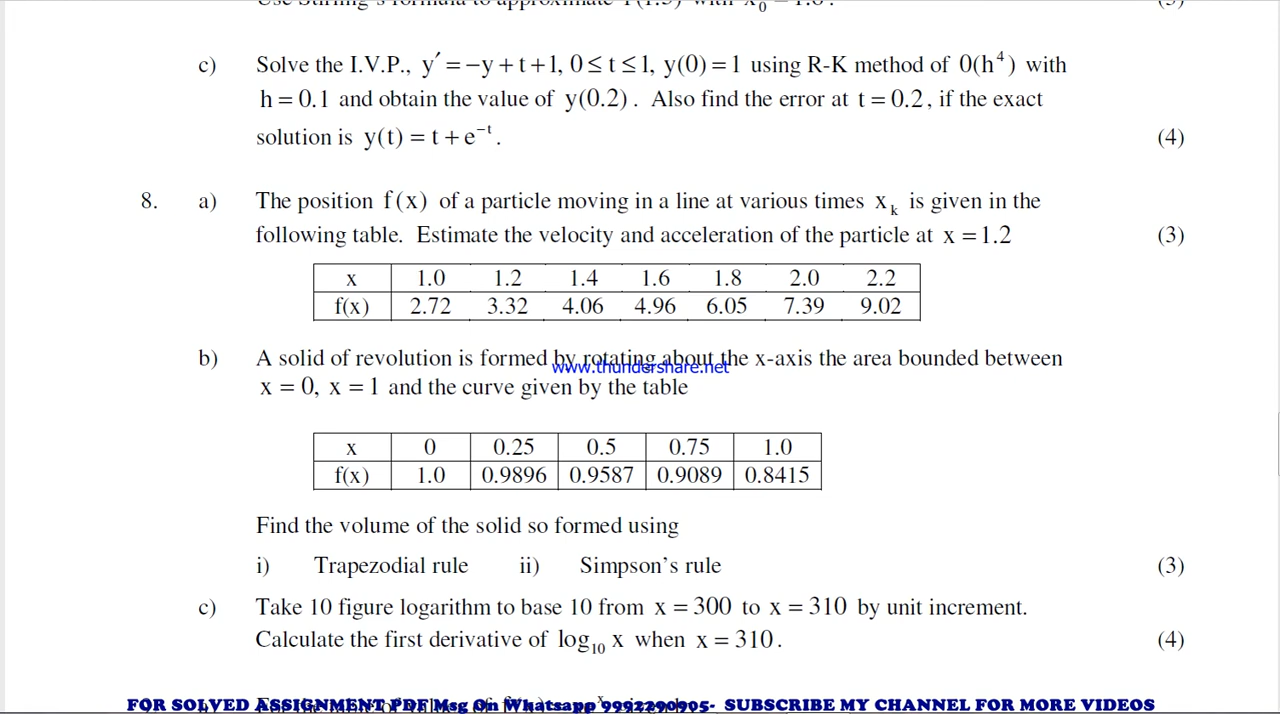 c) Solve the I.V.P., y′ = −y + t + 1, 0 ≤ t ≤ 1, y(0) = 1 using R-K method of 0(h⁴) with
h = 0.1 and obtain the value of y(0.2). Also find the error at t = 0.2, if the exact
solution is y(t) = t + e⁻ᵗ. (4)
8. a) The position f(x) of a particle moving in a line at various times xₖ is given in the
following table. Estimate the velocity and acceleration of the particle at x = 1.2 (3)
x 1.0 1.2 1.4 1.6 1.8 2.0 2.2
f(x) 2.72 3.32 4.06 4.96 6.05 7.39 9.02
b) A solid of revolution is formed by rotating about the x-axis the area bounded between
www.thundershare.net
x = 0, x = 1 and the curve given by the table
x 0 0.25 0.5 0.75 1.0
f(x) 1.0 0.9896 0.9587 0.9089 0.8415
Find the volume of the solid so formed using
i) Trapezodial rule ii) Simpson's rule (3)
c) Take 10 figure logarithm to base 10 from x = 300 to x = 310 by unit increment.
Calculate the first derivative of log₁₀ x when x = 310. (4)
FOR SOLVED ASSIGNMENT PDF Msg On Whatsapp 9992290905- SUBSCRIBE MY CHANNEL FOR MORE VIDEOS